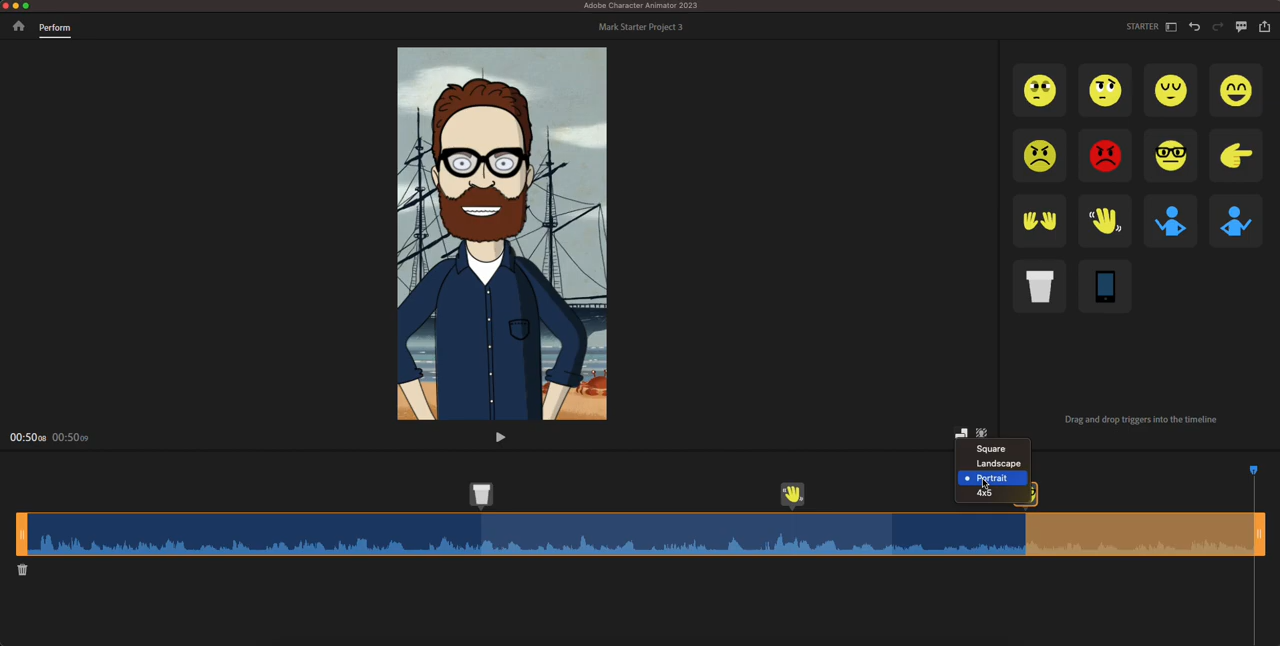 Adobe Character Animator 2023
Perform
Mark Starter Project 3
STARTER
Drag and drop triggers into the timeline
00:50 08 00:50 09
Square
Landscape
Portrait
4x5